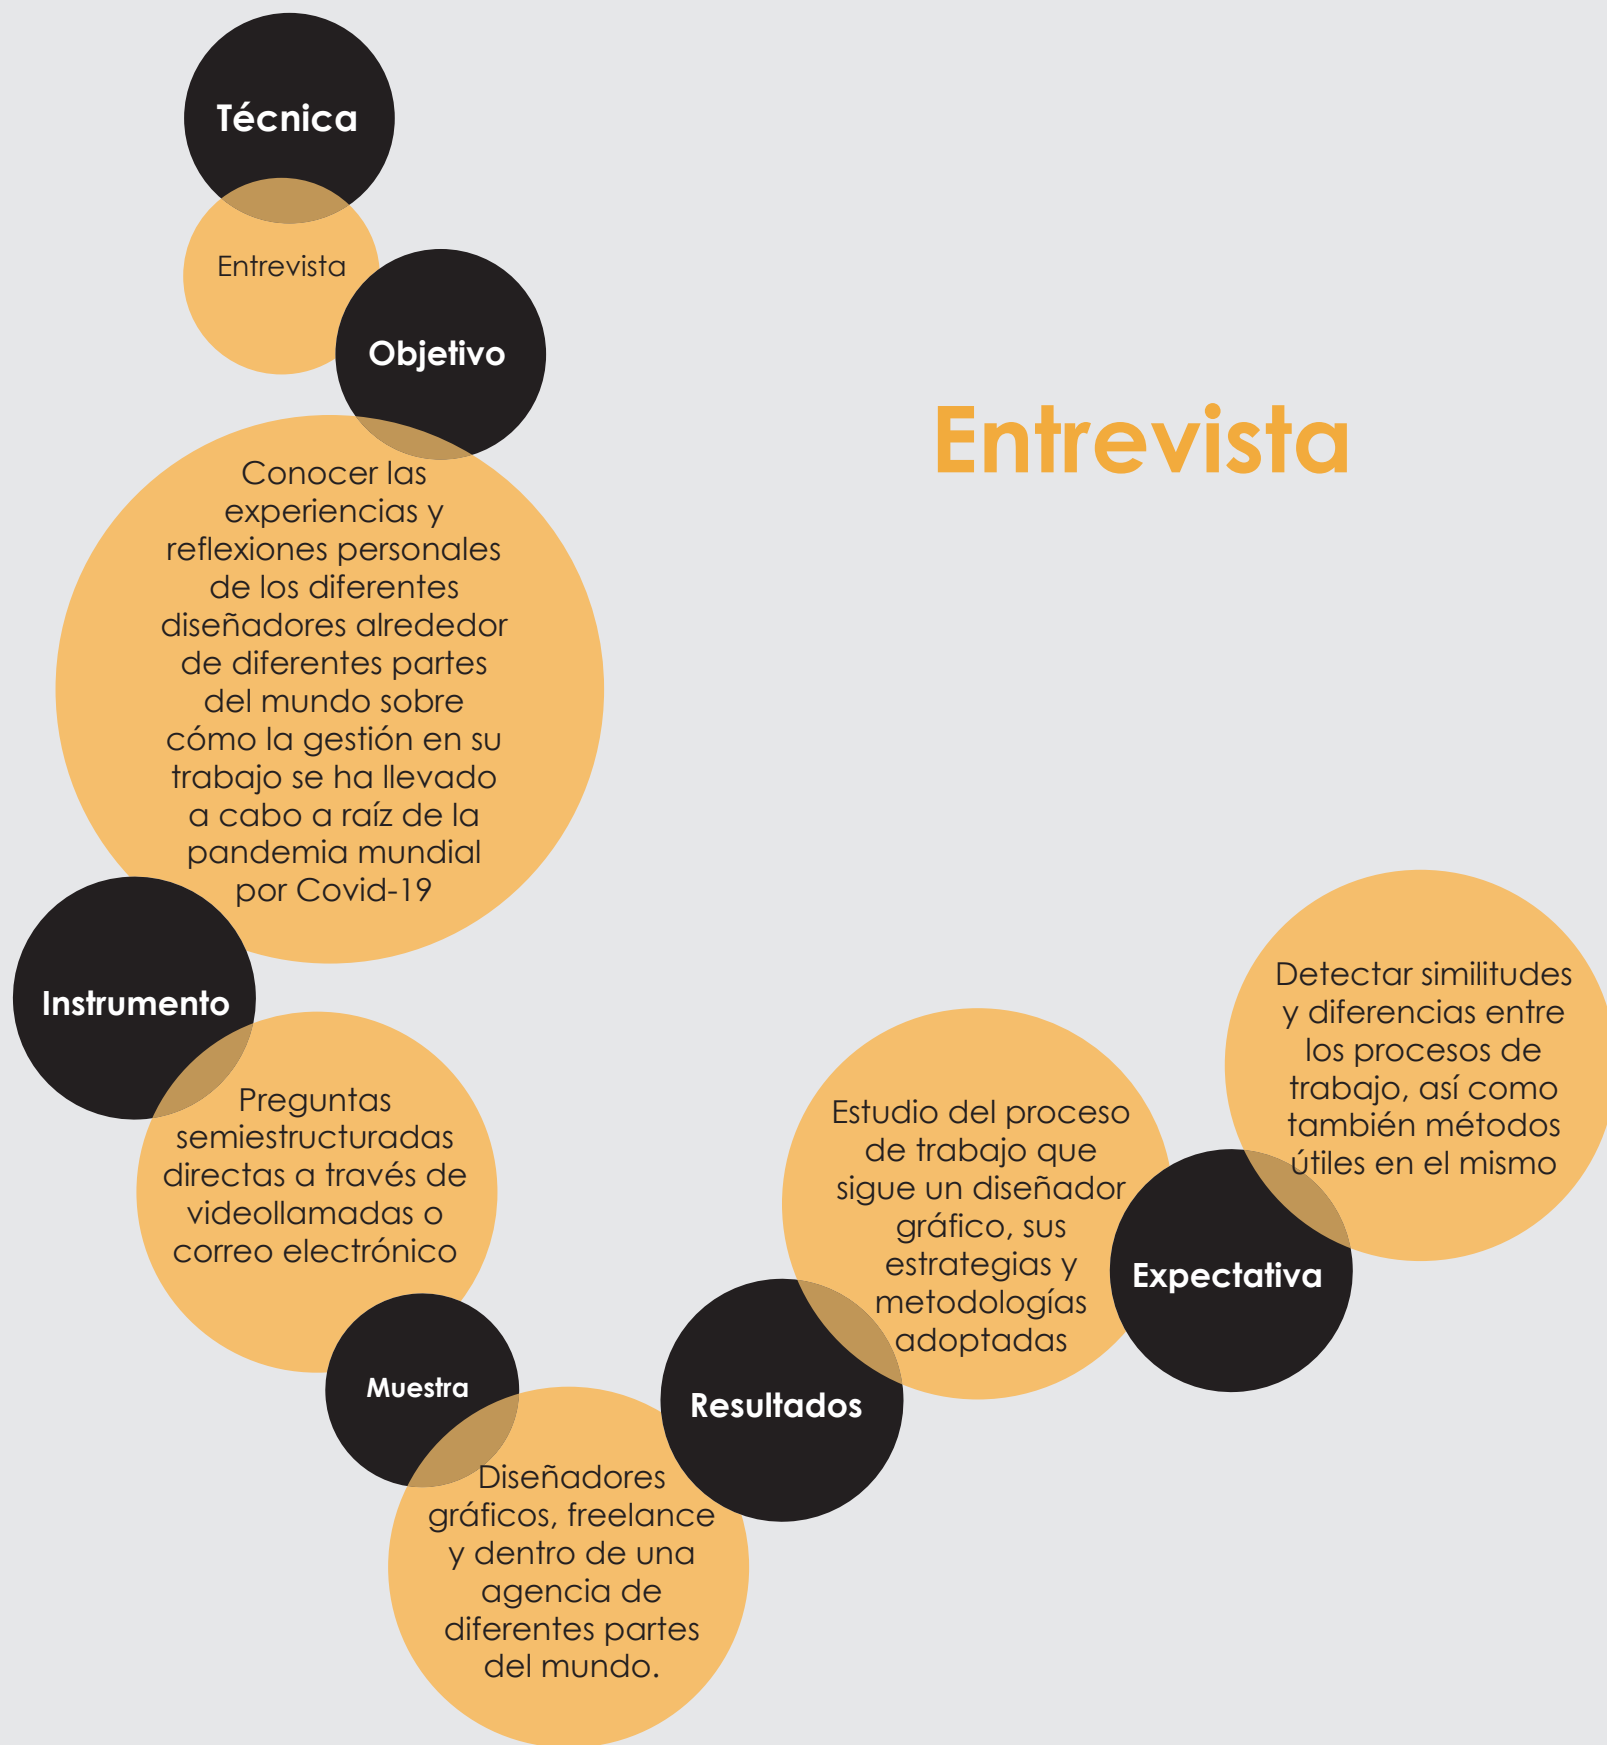 Técnica
Entrevista
Objetivo
Entrevista
Conocer las
experiencias y
reflexiones personales
de los diferentes
diseñadores alrededor
de diferentes partes
del mundo sobre
cómo la gestión en su
trabajo se ha llevado
a cabo a raíz de la
pandemia mundial
por Covid-19
Instrumento
Preguntas
semiestructuradas
directas a través de
videollamadas o
correo electrónico
Muestra
Diseñadores
gráficos, freelance
y dentro de una
agencia de
diferentes partes
del mundo.
Resultados
Estudio del proceso
de trabajo que
sigue un diseñador
gráfico, sus
estrategias y
metodologías
adoptadas
Expectativa
Detectar similitudes
y diferencias entre
los procesos de
trabajo, así como
también métodos
útiles en el mismo